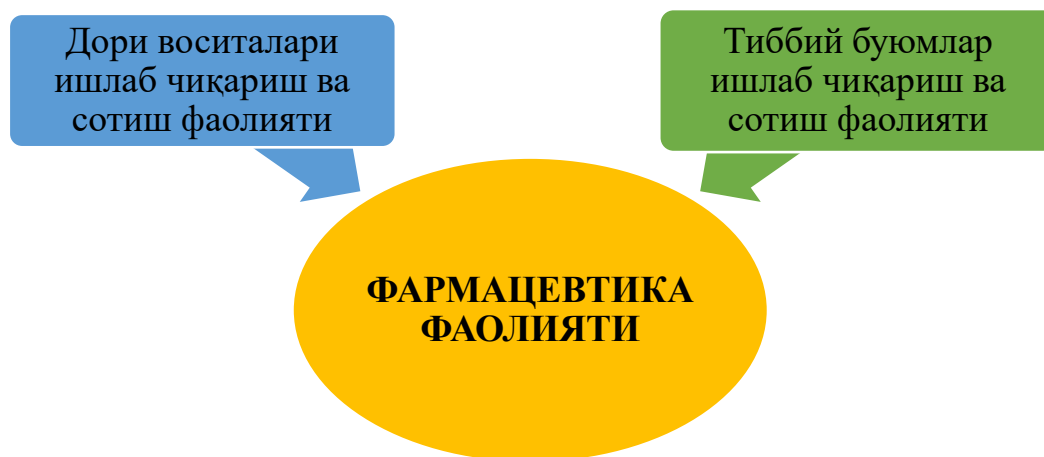 Дори воситалари
ишлаб чиқариш ва
сотиш фаолияти
Тиббий буюмлар
ишлаб чиқариш ва
сотиш фаолияти
ФАРМАЦЕВТИКА
ФАОЛИЯТИ